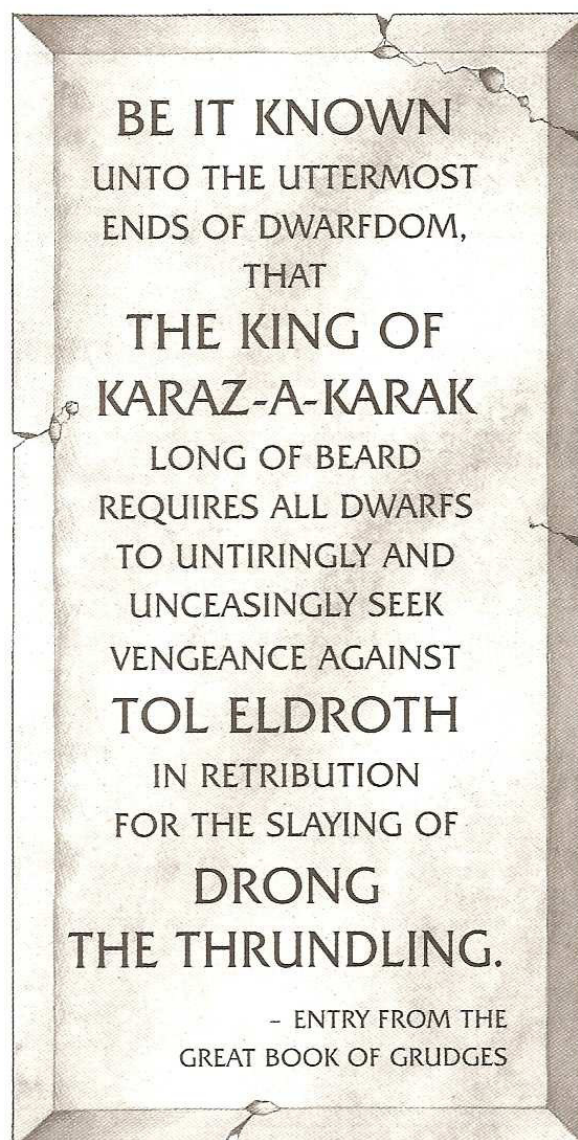 BE IT KNOWN
UNTO THE UTTERMOST
ENDS OF DWARFDOM,
THAT
THE KING OF
KARAZ-A-KARAK
LONG OF BEARD
REQUIRES ALL DWARFS
TO UNTIRINGLY AND
UNCEASINGLY SEEK
VENGEANCE AGAINST
TOL ELDROTH
IN RETRIBUTION
FOR THE SLAYING OF
DRONG
THE THRUNDLING.
– ENTRY FROM THE
GREAT BOOK OF GRUDGES